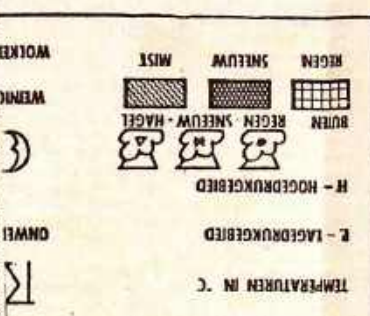 TEMPERATUREN IN °C
L - LAGEDRUKGEBIED
H - HOGEDRUKGEBIED
BUIEN REGEN · SNEEUW · HAGEL
REGEN SNEEUW MIST